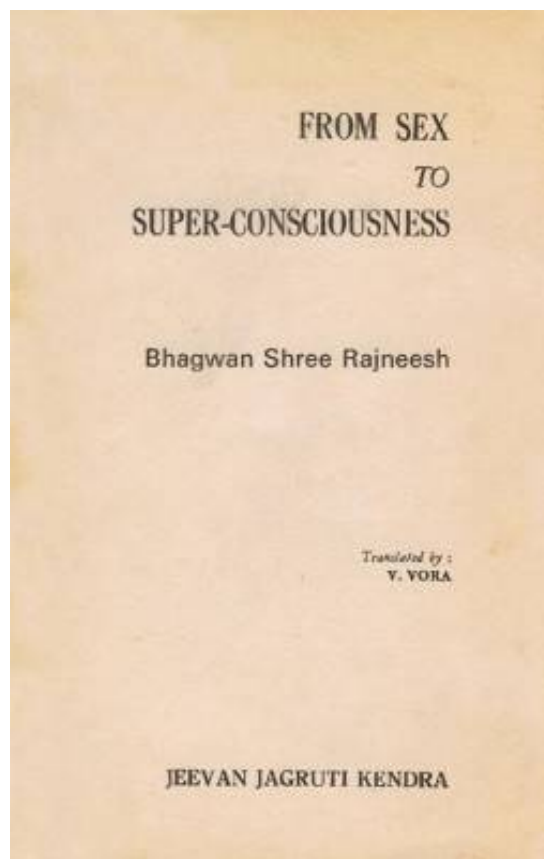 FROM SEX
TO
SUPER-CONSCIOUSNESS
Bhagwan Shree Rajneesh
Translated by :
V. VORA
JEEVAN JAGRUTI KENDRA